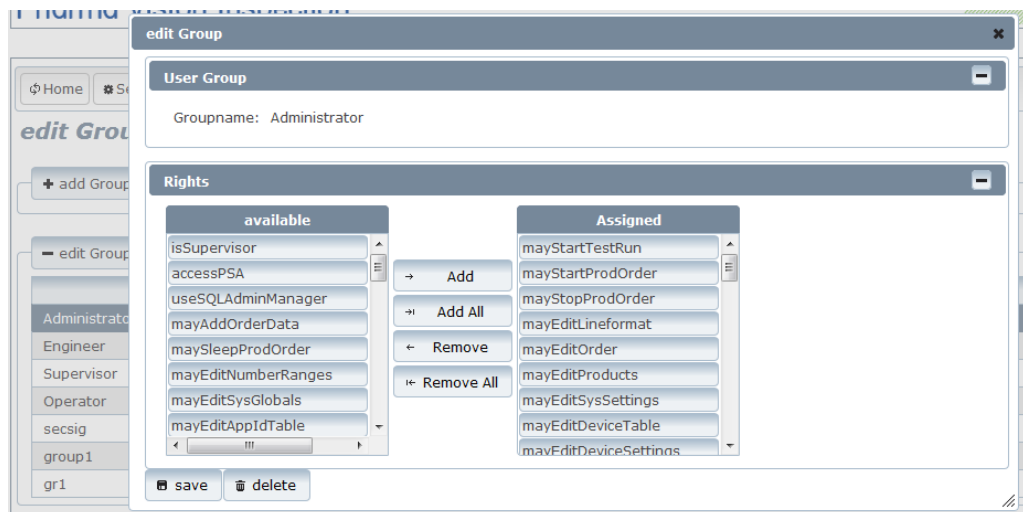 edit Group
User Group
Groupname: Administrator
Home
edit Grou
add Group
edit Group
Administrato
Engineer
Supervisor
Operator
secsig
group1
gr1
Rights
available
isSupervisor
accessPSA
useSQLAdminManager
mayAddOrderData
maySleepProdOrder
mayEditNumberRanges
mayEditSysGlobals
mayEditAppIdTable
Add
Add All
Remove
Remove All
Assigned
mayStartTestRun
mayStartProdOrder
mayStopProdOrder
mayEditLineformat
mayEditOrder
mayEditProducts
mayEditSysSettings
mayEditDeviceTable
mayEditDeviceSettings
save
delete